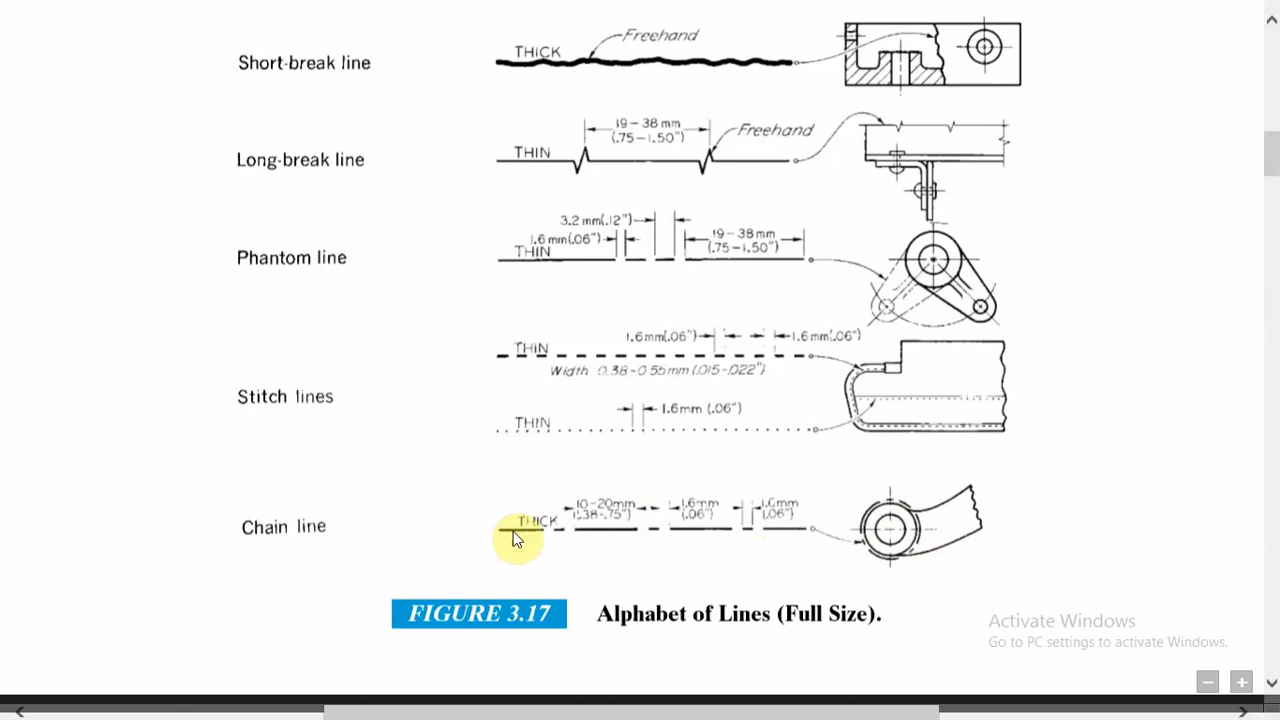 Short-break line
THICK
Freehand
Long-break line
THIN
19-38 mm
(.75-1.50")
Freehand
Phantom line
3.2 mm(.12")
1.6 mm(.06")
THIN
19-38 mm
(.75-1.50")
Stitch lines
1.6mm(.06")
1.6mm(.06")
THIN
Width 0.38-0.55mm (.015-.022")
1.6mm (.06")
THIN
Chain line
THICK
10-20mm
(.38-.75")
1.6mm
(.06")
1.6mm
(.06")
FIGURE 3.17 Alphabet of Lines (Full Size).
Activate Windows
Go to PC settings to activate Windows.